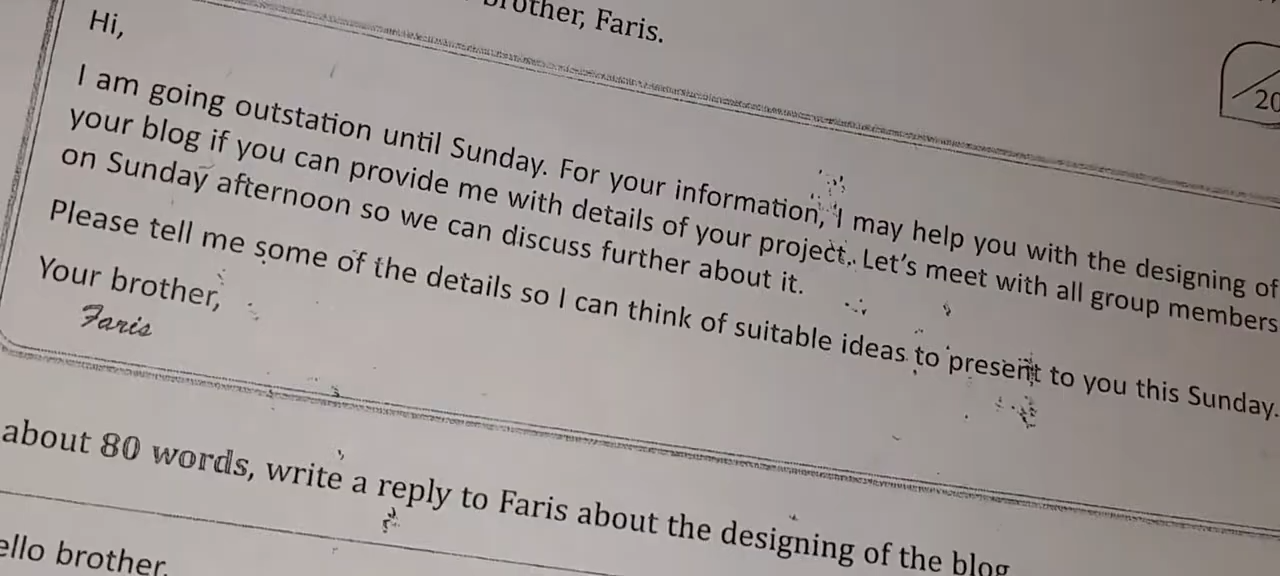 brother, Faris.
Hi,
I am going outstation until Sunday. For your information, I may help you with the designing of
your blog if you can provide me with details of your project. Let's meet with all group members
on Sunday afternoon so we can discuss further about it.
Please tell me some of the details so I can think of suitable ideas to present to you this Sunday.
Your brother,
Faris
about 80 words, write a reply to Faris about the designing of the blog
ello brother,